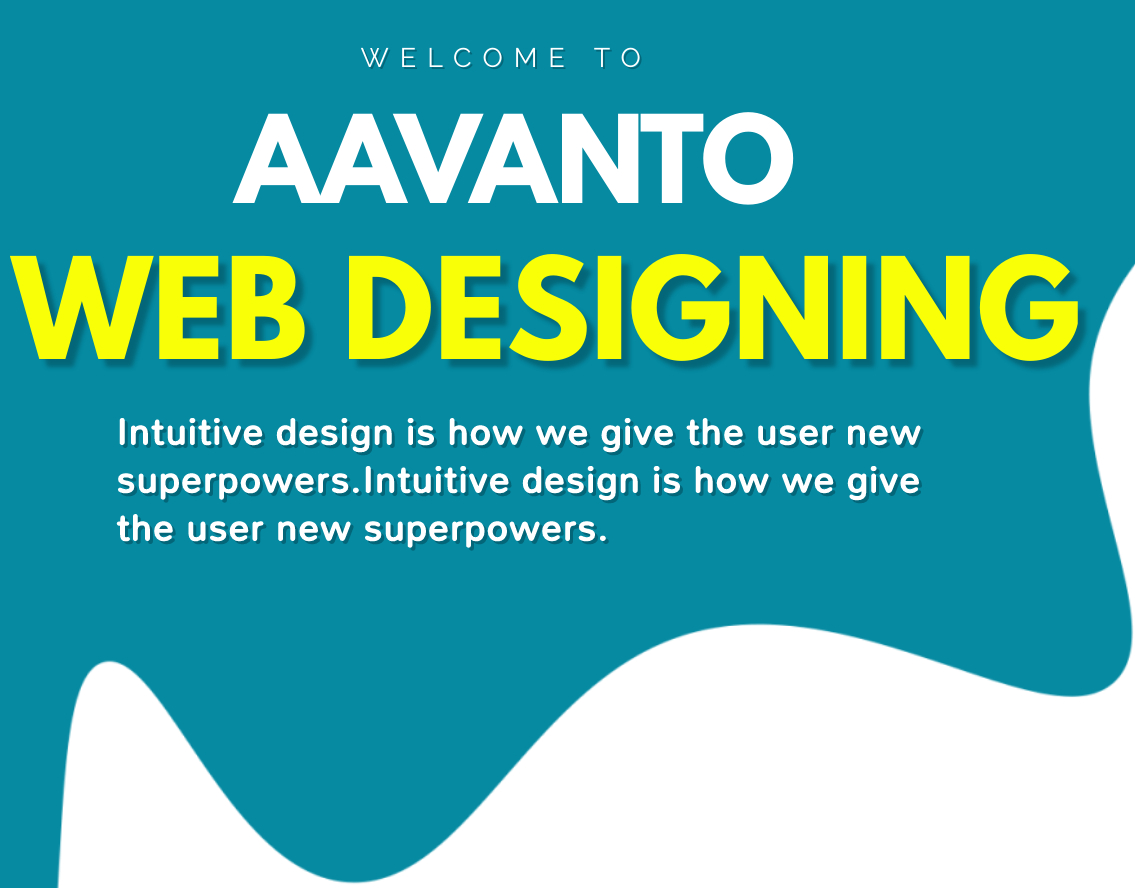 WELCOME TO
AAVANTO
WEB DESIGNING
Intuitive design is how we give the user new
superpowers.Intuitive design is how we give
the user new superpowers.